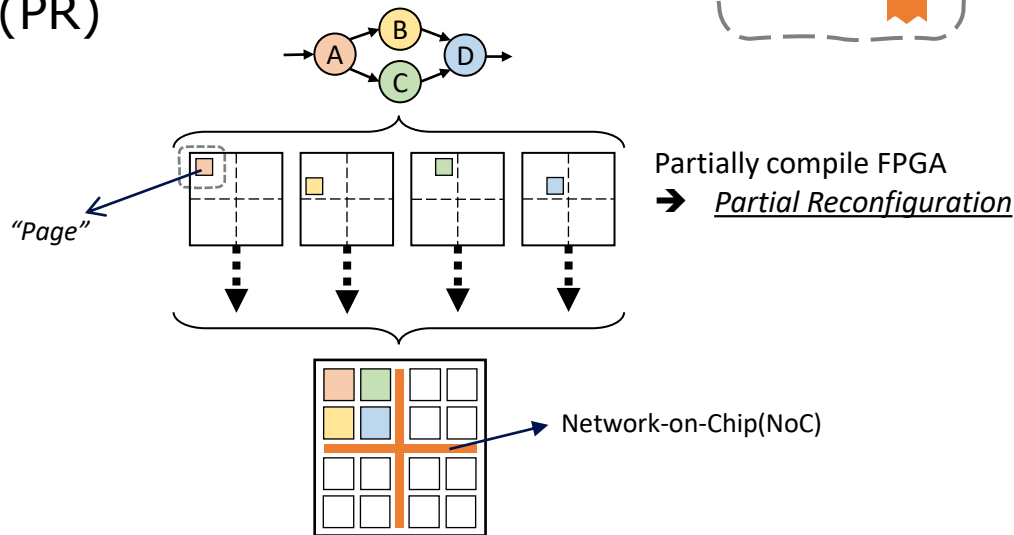 (PR)
B
A
D
C
Partially compile FPGA
➔ Partial Reconfiguration
“Page”
Network-on-Chip(NoC)